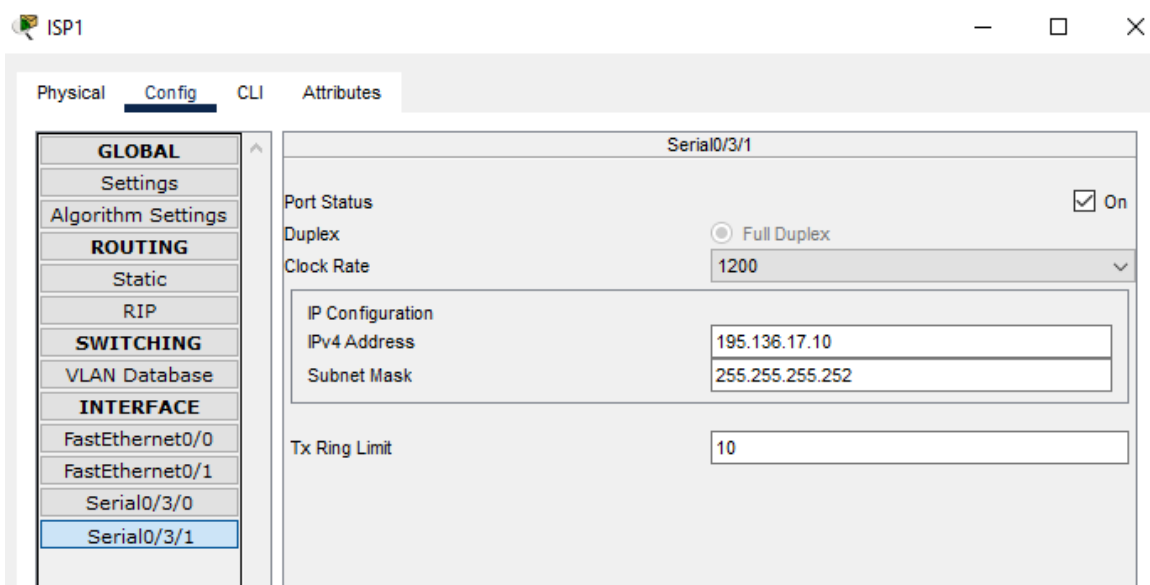 ISP1
Physical Config CLI Attributes
GLOBAL
Settings
Algorithm Settings
ROUTING
Static
RIP
SWITCHING
VLAN Database
INTERFACE
FastEthernet0/0
FastEthernet0/1
Serial0/3/0
Serial0/3/1
Serial0/3/1
Port Status On
Duplex Full Duplex
Clock Rate 1200
IP Configuration
IPv4 Address 195.136.17.10
Subnet Mask 255.255.255.252
Tx Ring Limit 10